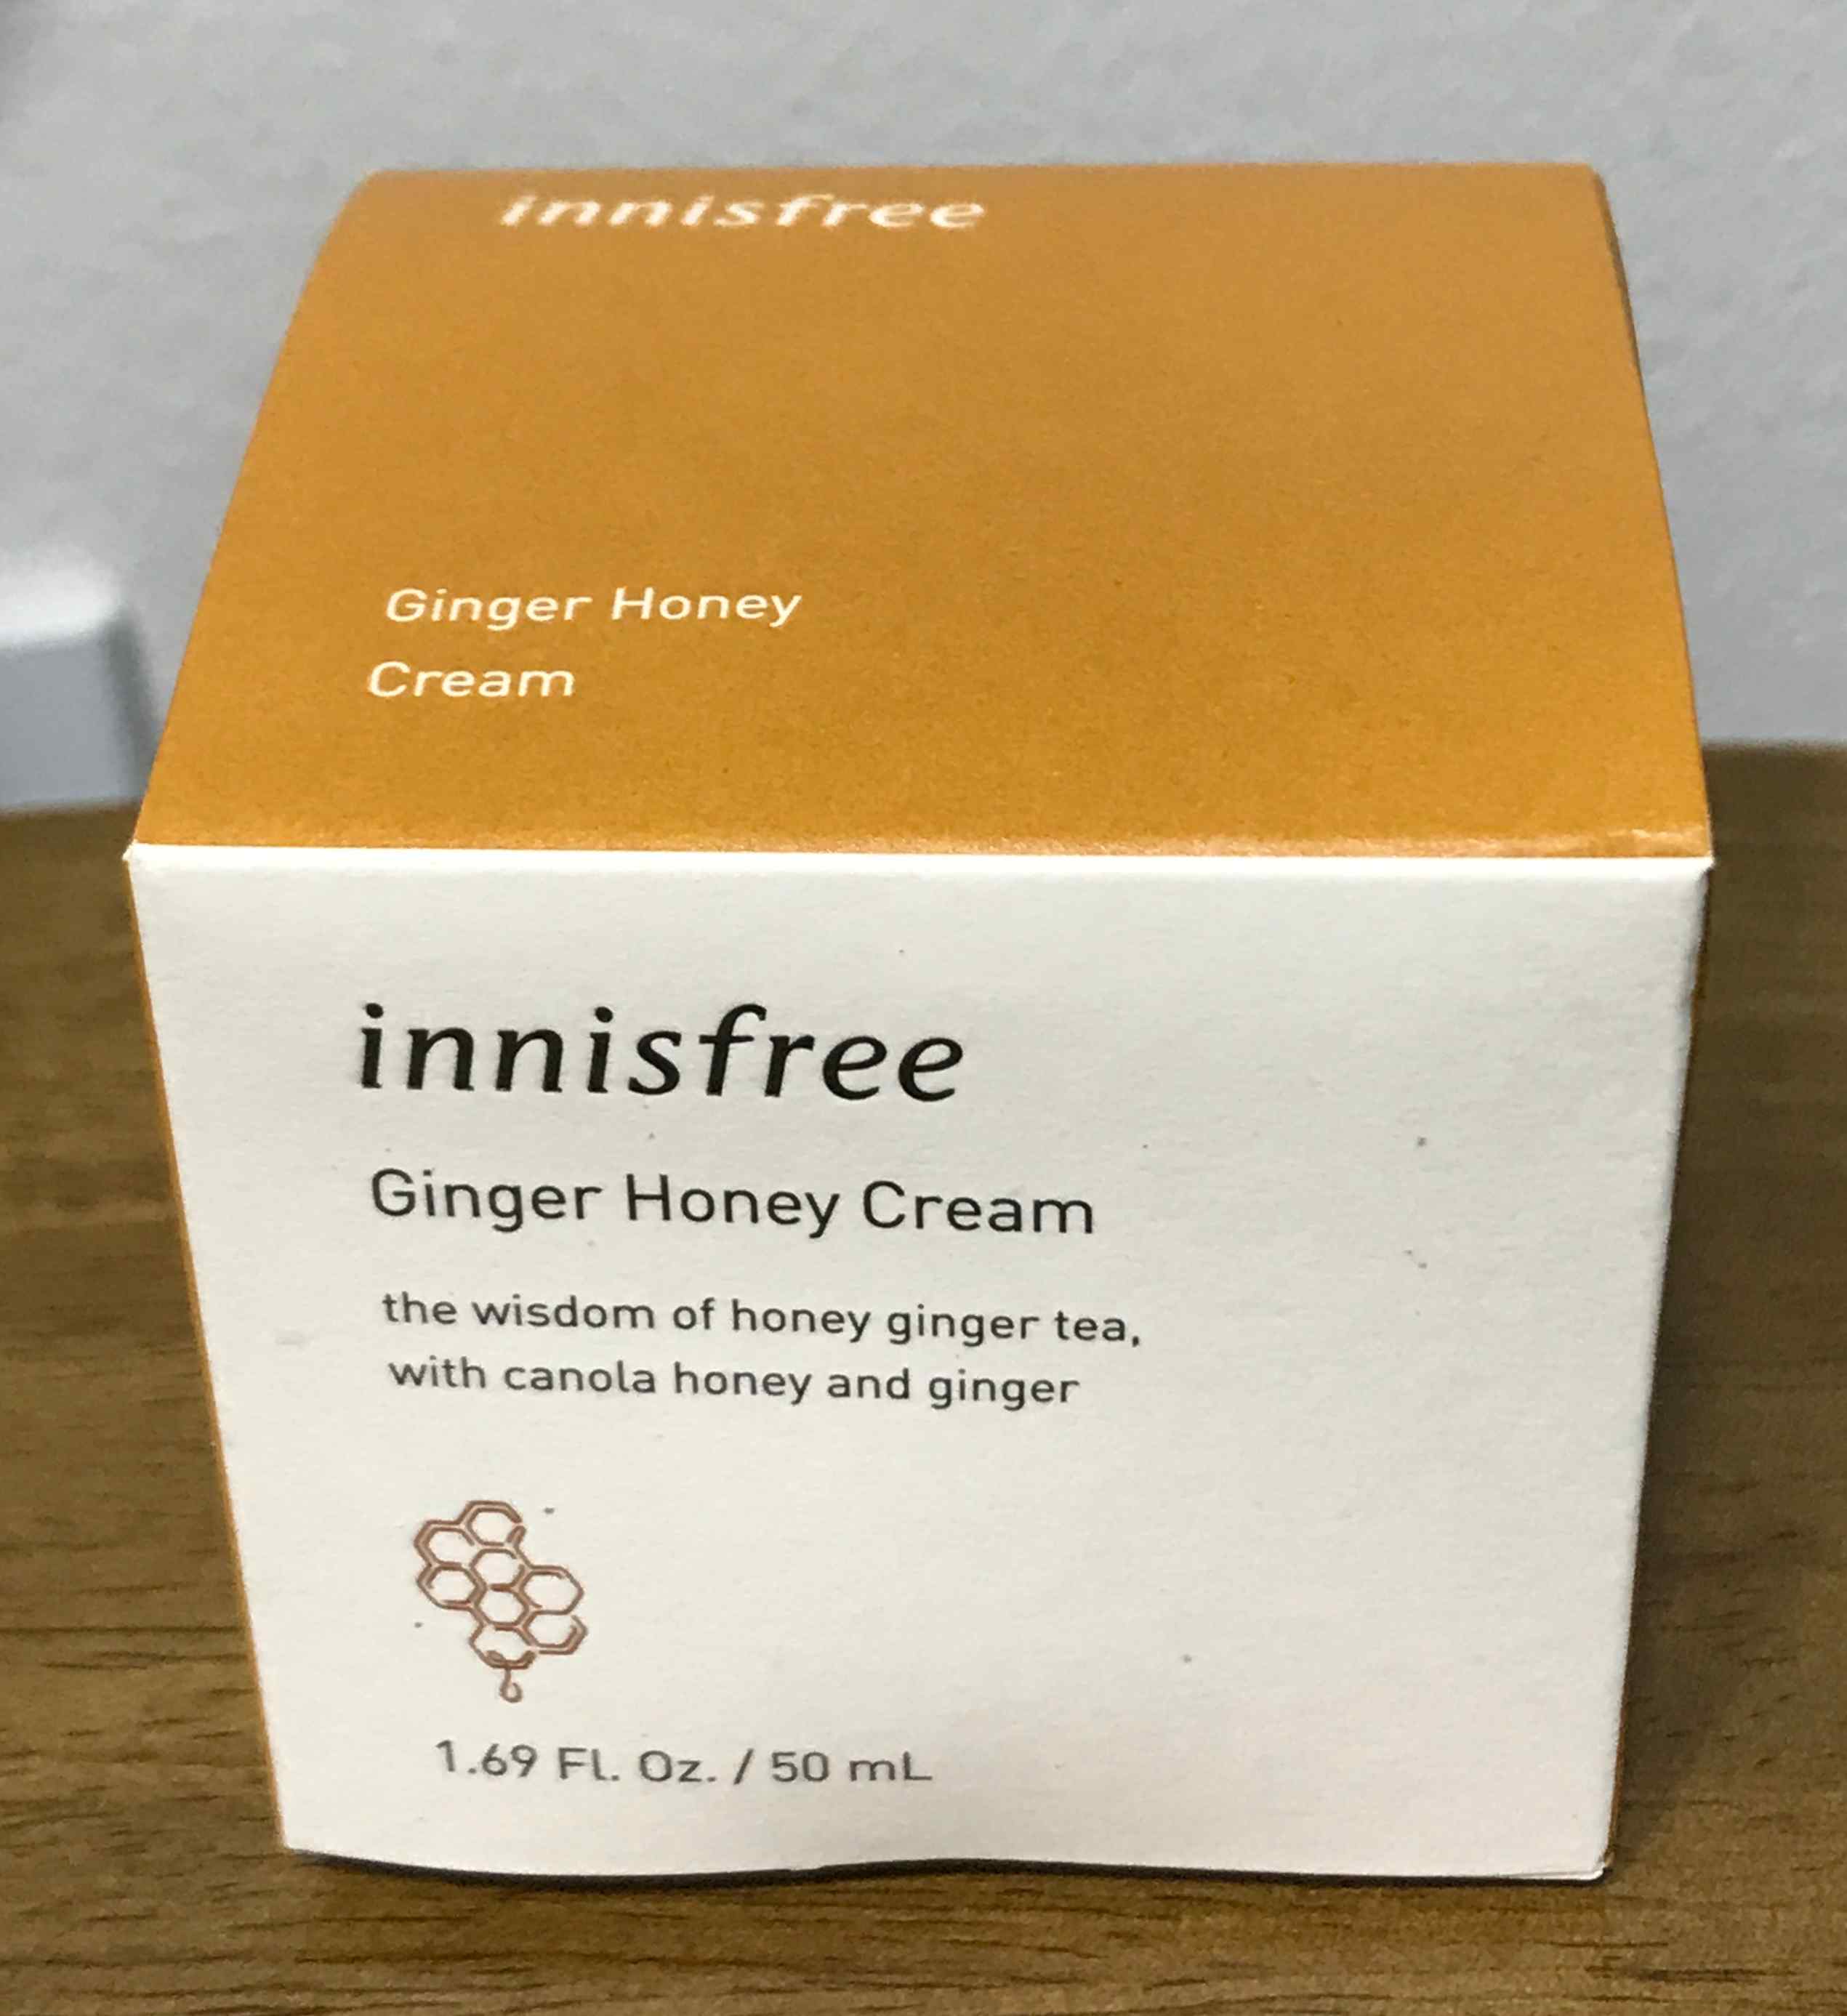 innisfree
Ginger Honey
Cream
innisfree
Ginger Honey Cream
the wisdom of honey ginger tea,
with canola honey and ginger
1.69 Fl. Oz. / 50 mL